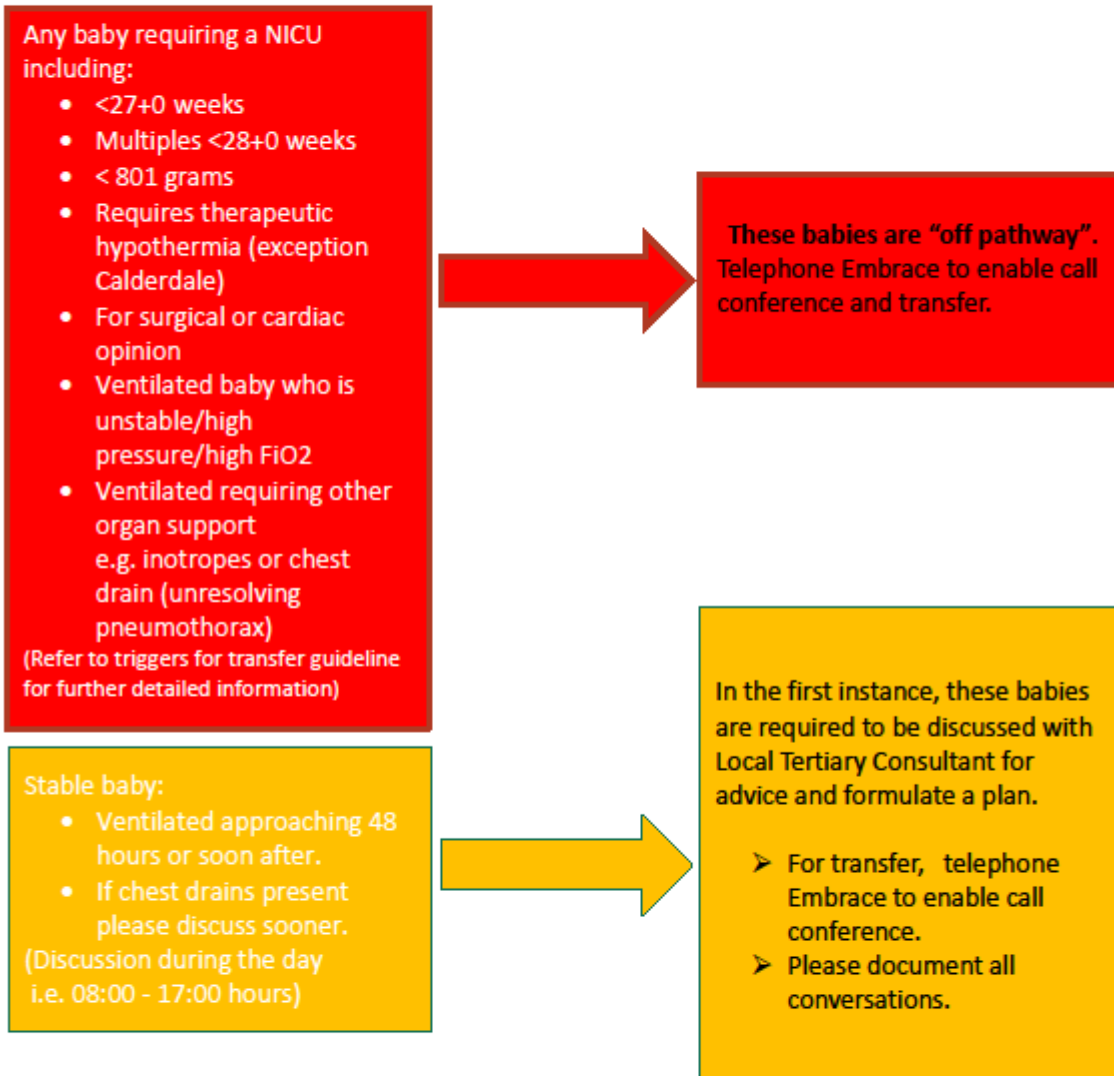 Any baby requiring a NICU
including:
• <27+0 weeks
• Multiples <28+0 weeks
• < 801 grams
• Requires therapeutic
hypothermia (exception
Calderdale)
• For surgical or cardiac
opinion
• Ventilated baby who is
unstable/high
pressure/high FiO2
• Ventilated requiring other
organ support
e.g. inotropes or chest
drain (unresolving
pneumothorax)
(Refer to triggers for transfer guideline
for further detailed information)
These babies are “off pathway”.
Telephone Embrace to enable call
conference and transfer.
Stable baby:
• Ventilated approaching 48
hours or soon after.
• If chest drains present
please discuss sooner.
(Discussion during the day
i.e. 08:00 - 17:00 hours)
In the first instance, these babies
are required to be discussed with
Local Tertiary Consultant for
advice and formulate a plan.
➢ For transfer, telephone
Embrace to enable call
conference.
➢ Please document all
conversations.